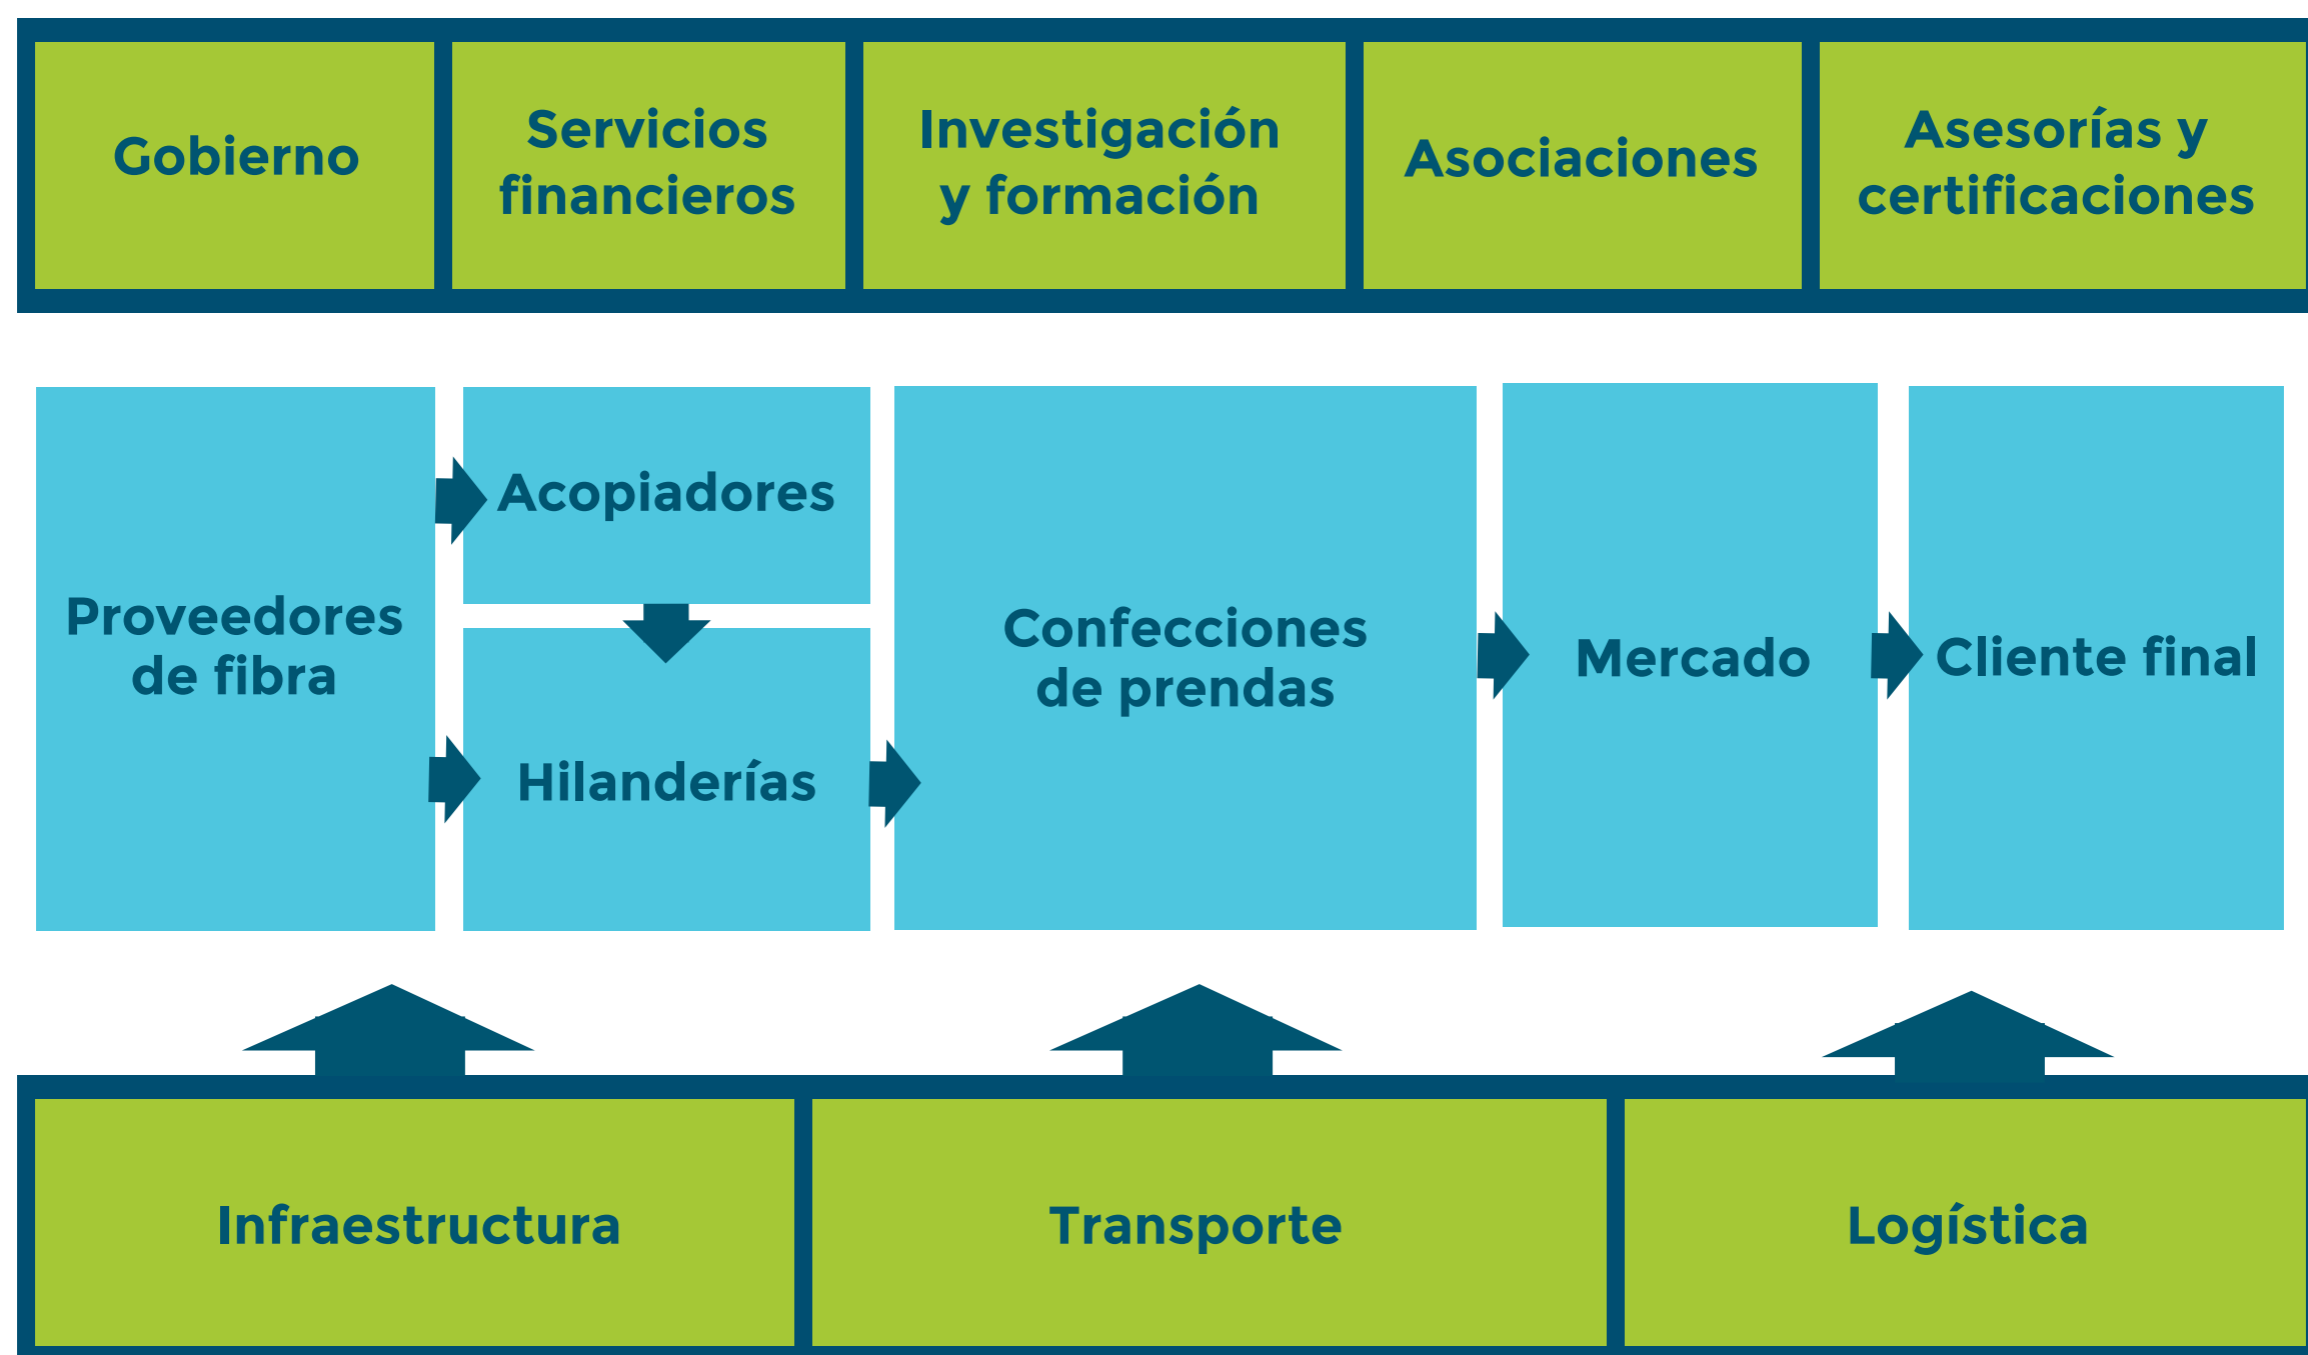 Gobierno
Servicios
financieros
Investigación
y formación
Asociaciones
Asesorías y
certificaciones
Proveedores
de fibra
Acopiadores
Hilanderías
Confecciones
de prendas
Mercado
Cliente final
Infraestructura
Transporte
Logística